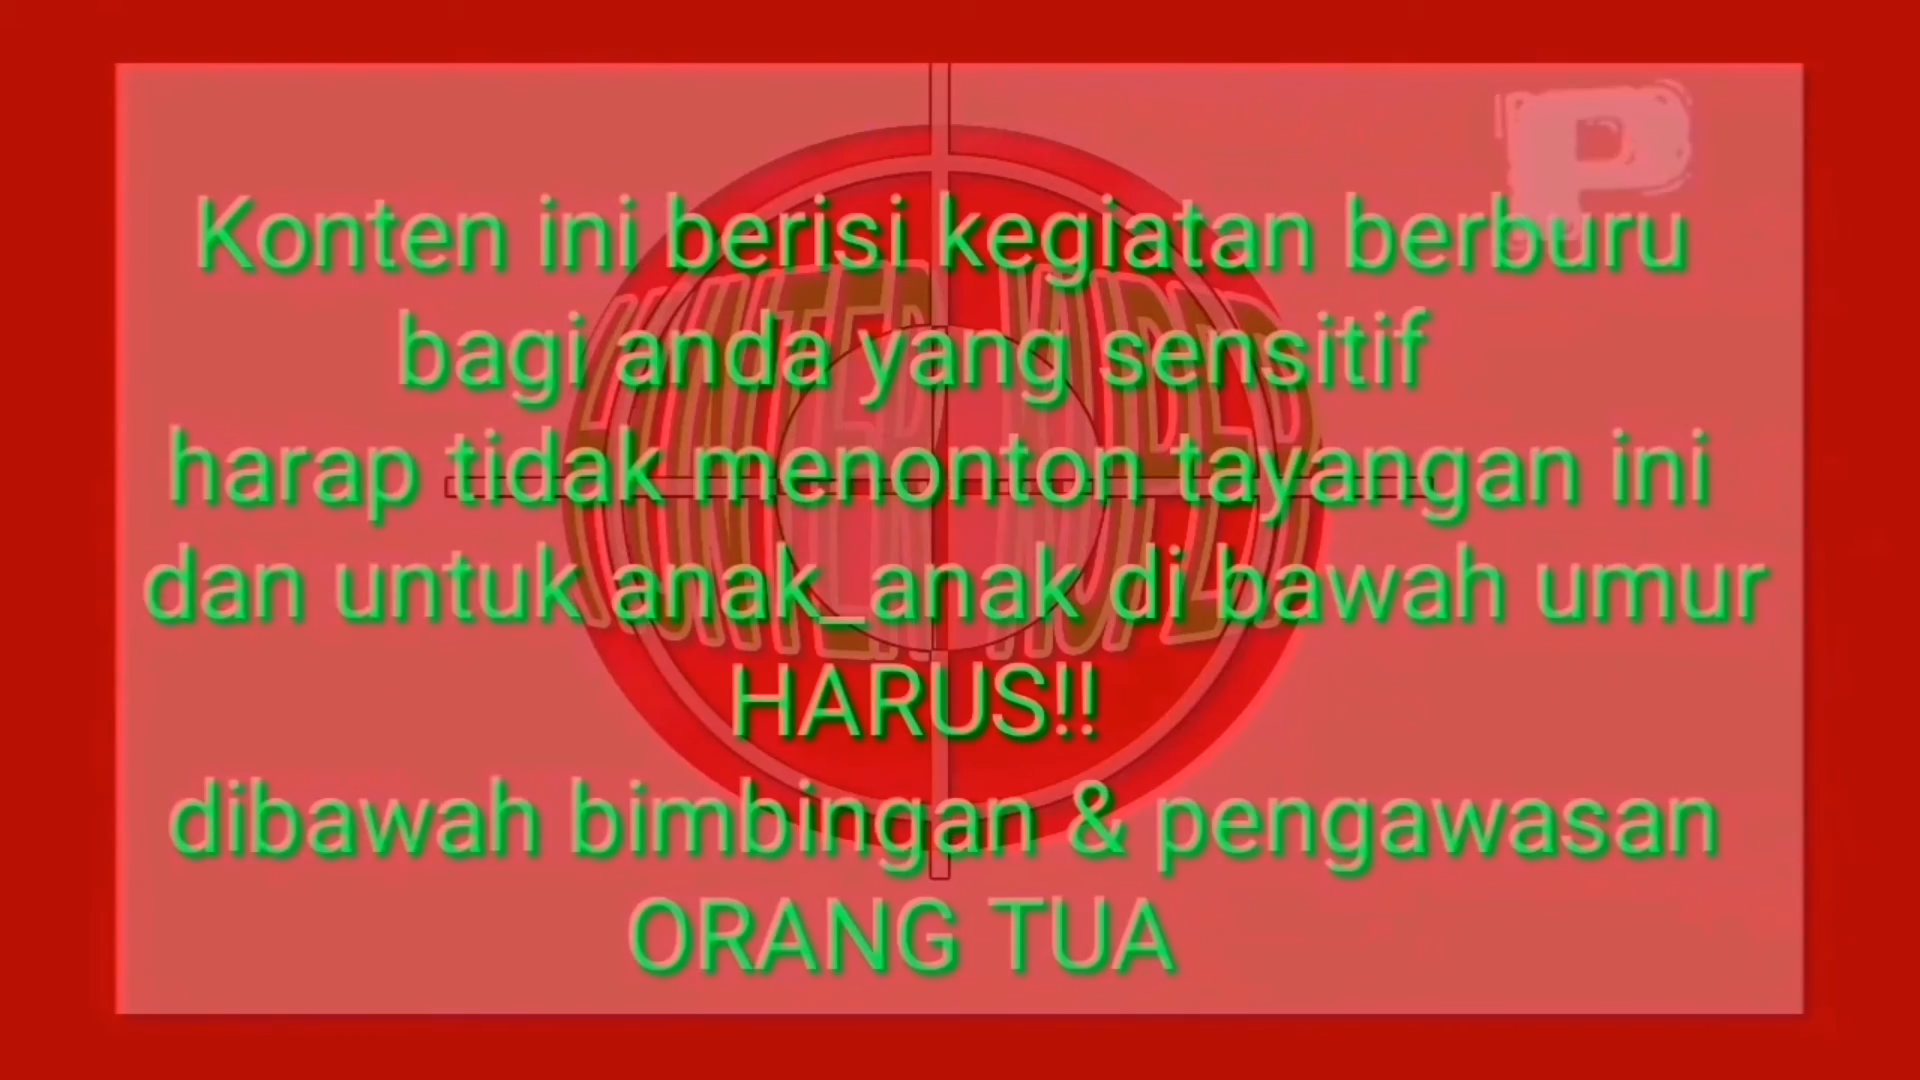 P
Konten ini berisi kegiatan berburu
bagi anda yang sensitif
harap tidak menonton tayangan ini
dan untuk anak_anak di bawah umur
HARUS!!
dibawah bimbingan & pengawasan
ORANG TUA
HUNTER